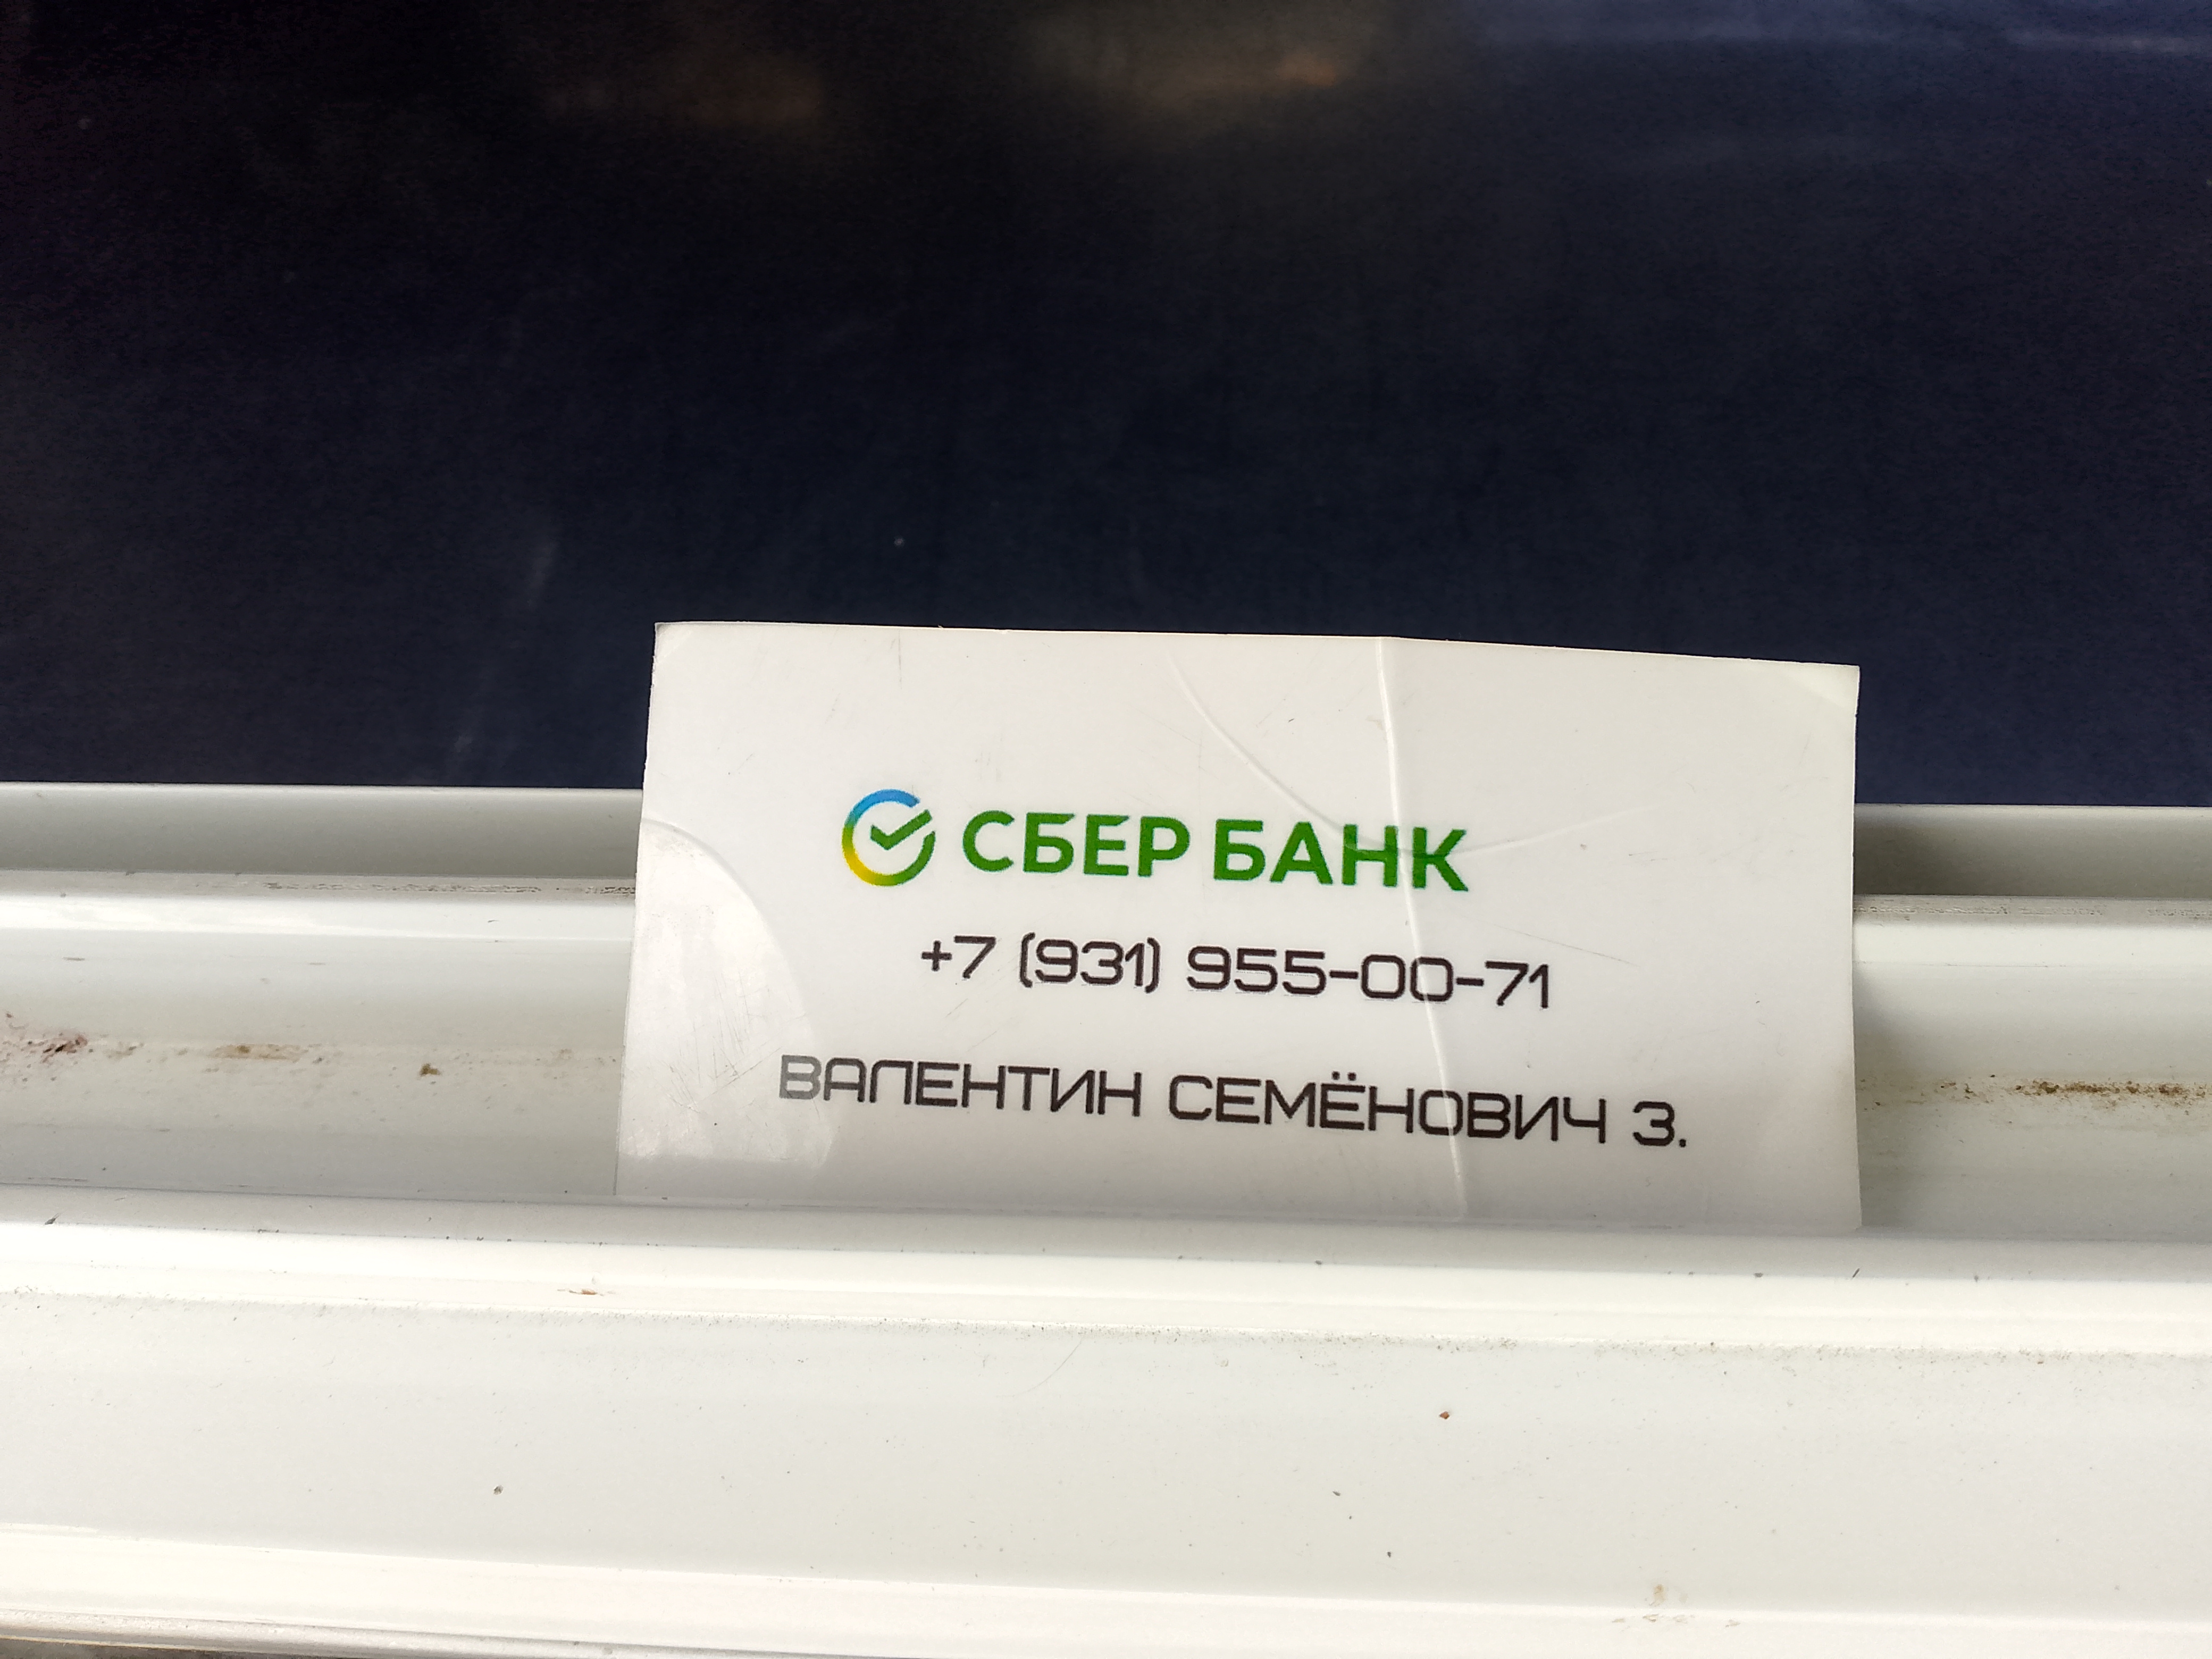 СБЕР БАНК
+7 (931) 955-00-71
ВАЛЕНТИН СЕМЁНОВИЧ З.